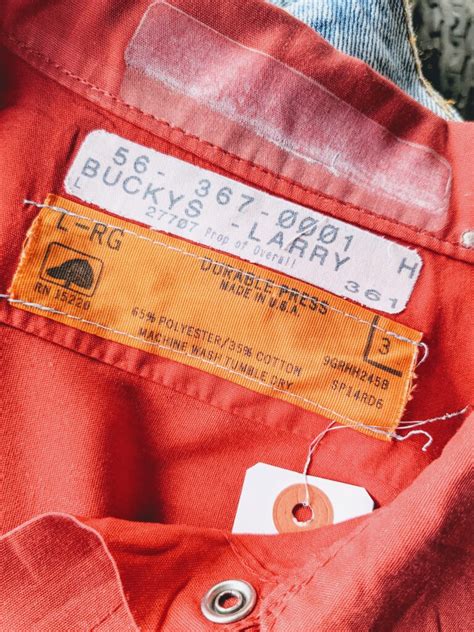 56- 367-0001
BUCKYS -LARRY H
L 27707 Prop of Overall 361
L-RG
DURABLE PRESS
MADE IN U.S.A
RN 15220
65% POLYESTER/35% COTTON
MACHINE WASH TUMBLE DRY
3
9GRHH245B
SP14RD6